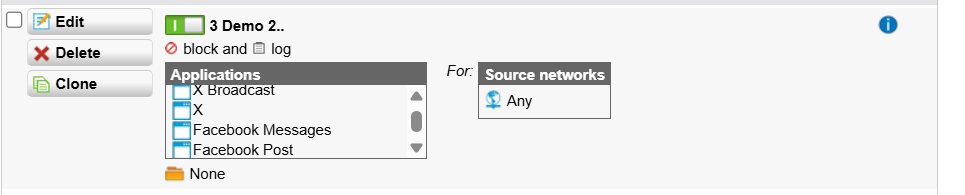 Edit
Delete
Clone
3 Demo 2..
block and log
Applications
X Broadcast
X
Facebook Messages
Facebook Post
None
For:
Source networks
Any